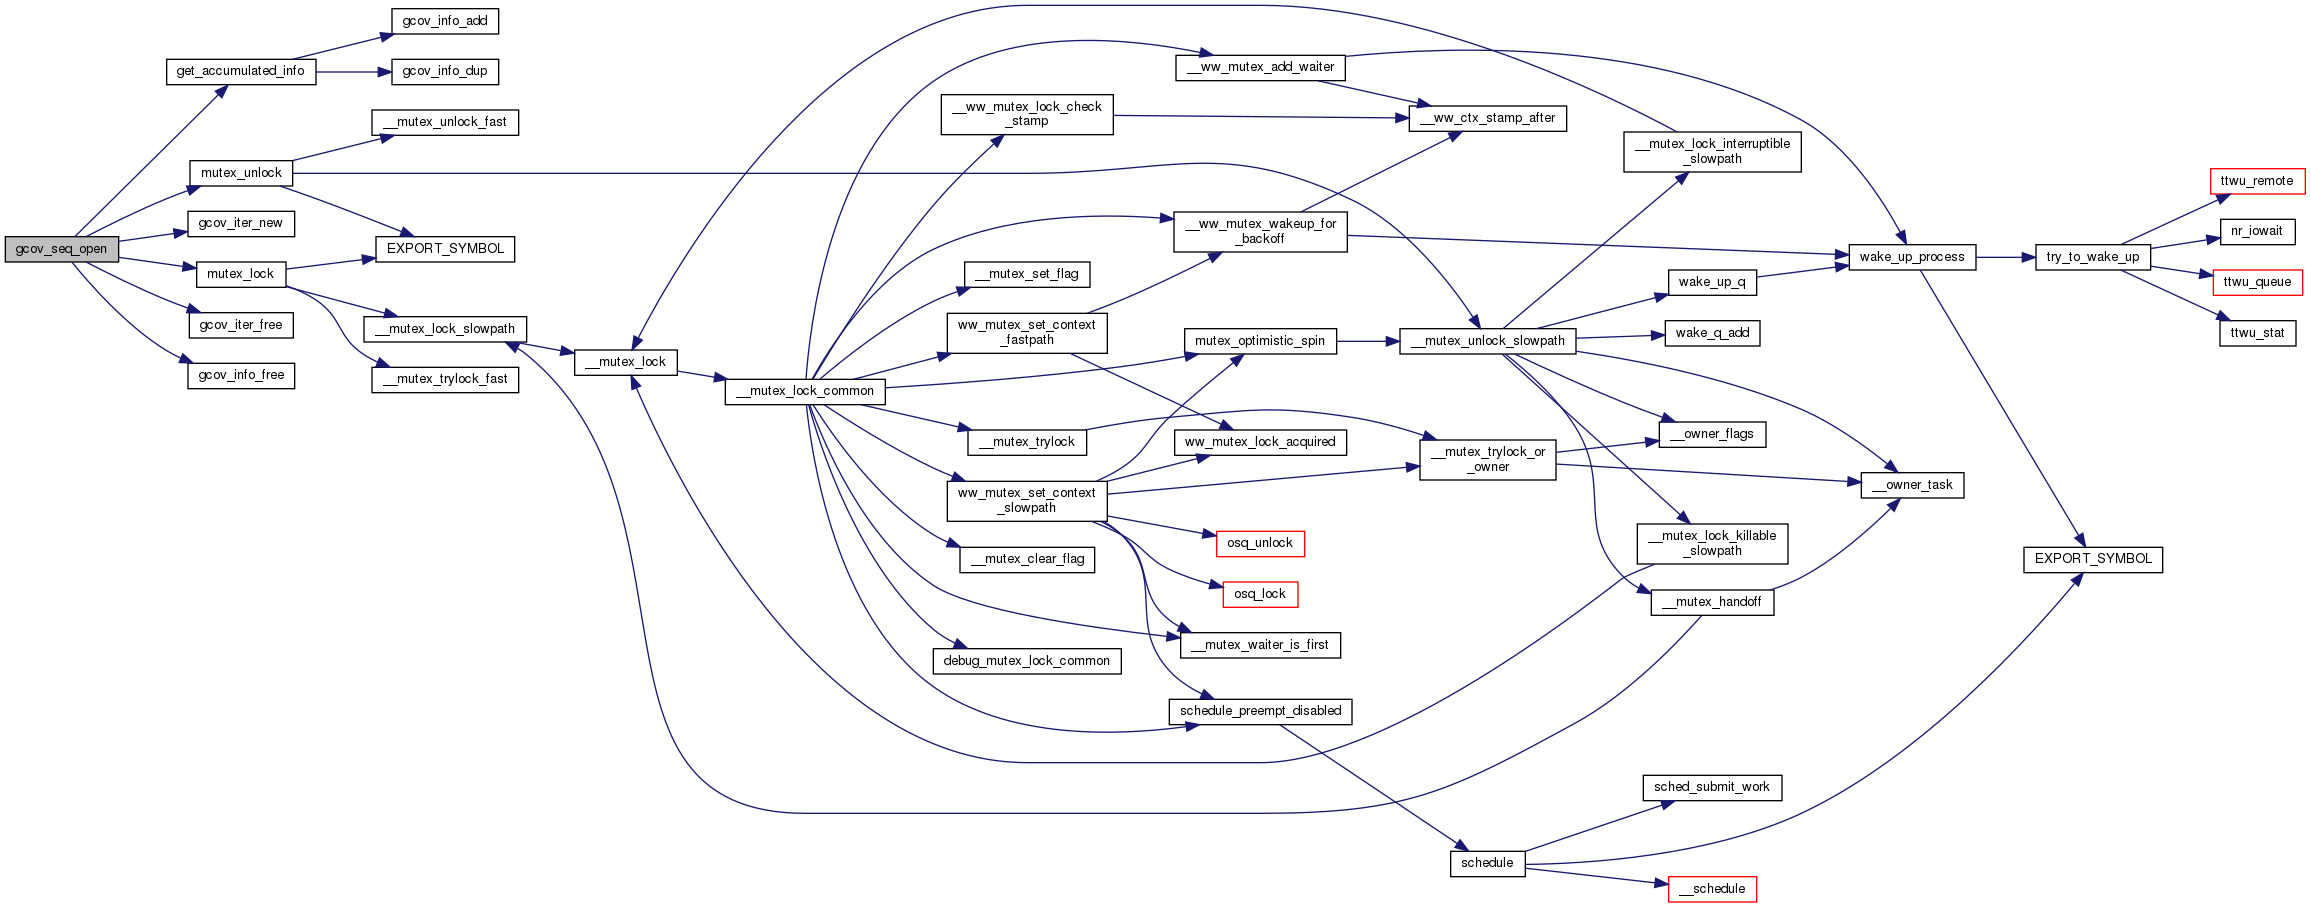 gcov_seq_open
get_accumulated_info
gcov_info_add
gcov_info_dup
mutex_unlock
__mutex_unlock_fast
gcov_iter_new
EXPORT_SYMBOL
mutex_lock
gcov_iter_free
__mutex_lock_slowpath
gcov_info_free
__mutex_trylock_fast
__mutex_lock
__mutex_lock_common
__ww_mutex_add_waiter
__ww_mutex_lock_check
_stamp
__ww_ctx_stamp_after
__mutex_lock_interruptible
_slowpath
__ww_mutex_wakeup_for
_backoff
__mutex_set_flag
ww_mutex_set_context
_fastpath
mutex_optimistic_spin
__mutex_unlock_slowpath
__mutex_trylock
ww_mutex_lock_acquired
__mutex_trylock_or
_owner
ww_mutex_set_context
_slowpath
osq_unlock
__mutex_clear_flag
osq_lock
__mutex_waiter_is_first
debug_mutex_lock_common
schedule_preempt_disabled
wake_up_q
wake_q_add
__owner_flags
__owner_task
__mutex_lock_killable
_slowpath
__mutex_handoff
sched_submit_work
schedule
__schedule
wake_up_process
try_to_wake_up
ttwu_remote
nr_iowait
ttwu_queue
ttwu_stat
EXPORT_SYMBOL